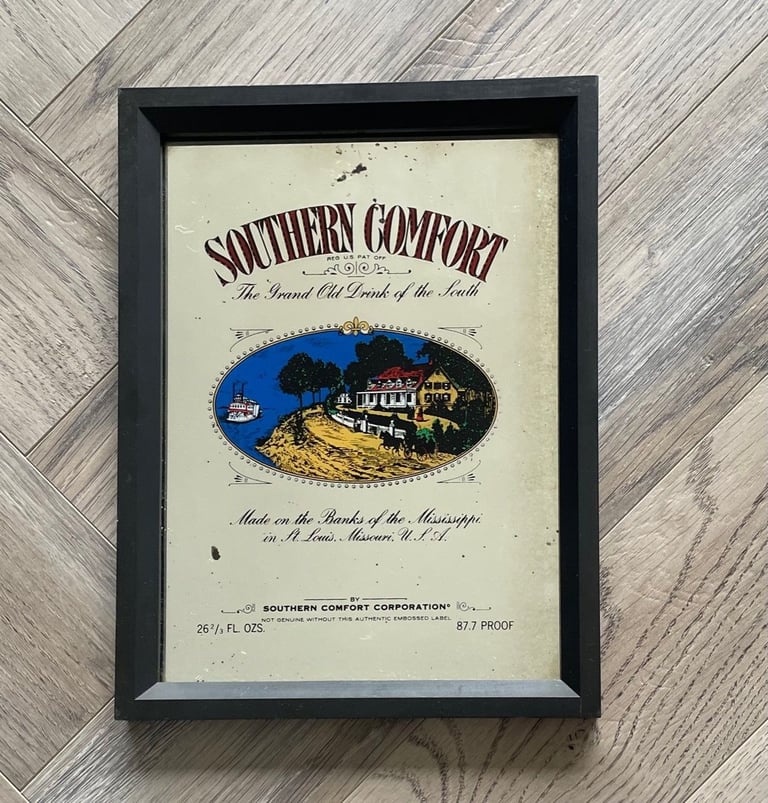 SOUTHERN COMFORT
REG U.S PAT OFF
The Grand Old Drink of the South
Made on the Banks of the Mississippi
in St. Louis, Missouri, U.S.A.
BY
SOUTHERN COMFORT CORPORATION®
NOT GENUINE WITHOUT THIS AUTHENTIC EMBOSSED LABEL
26 2/3 FL. OZS.
87.7 PROOF